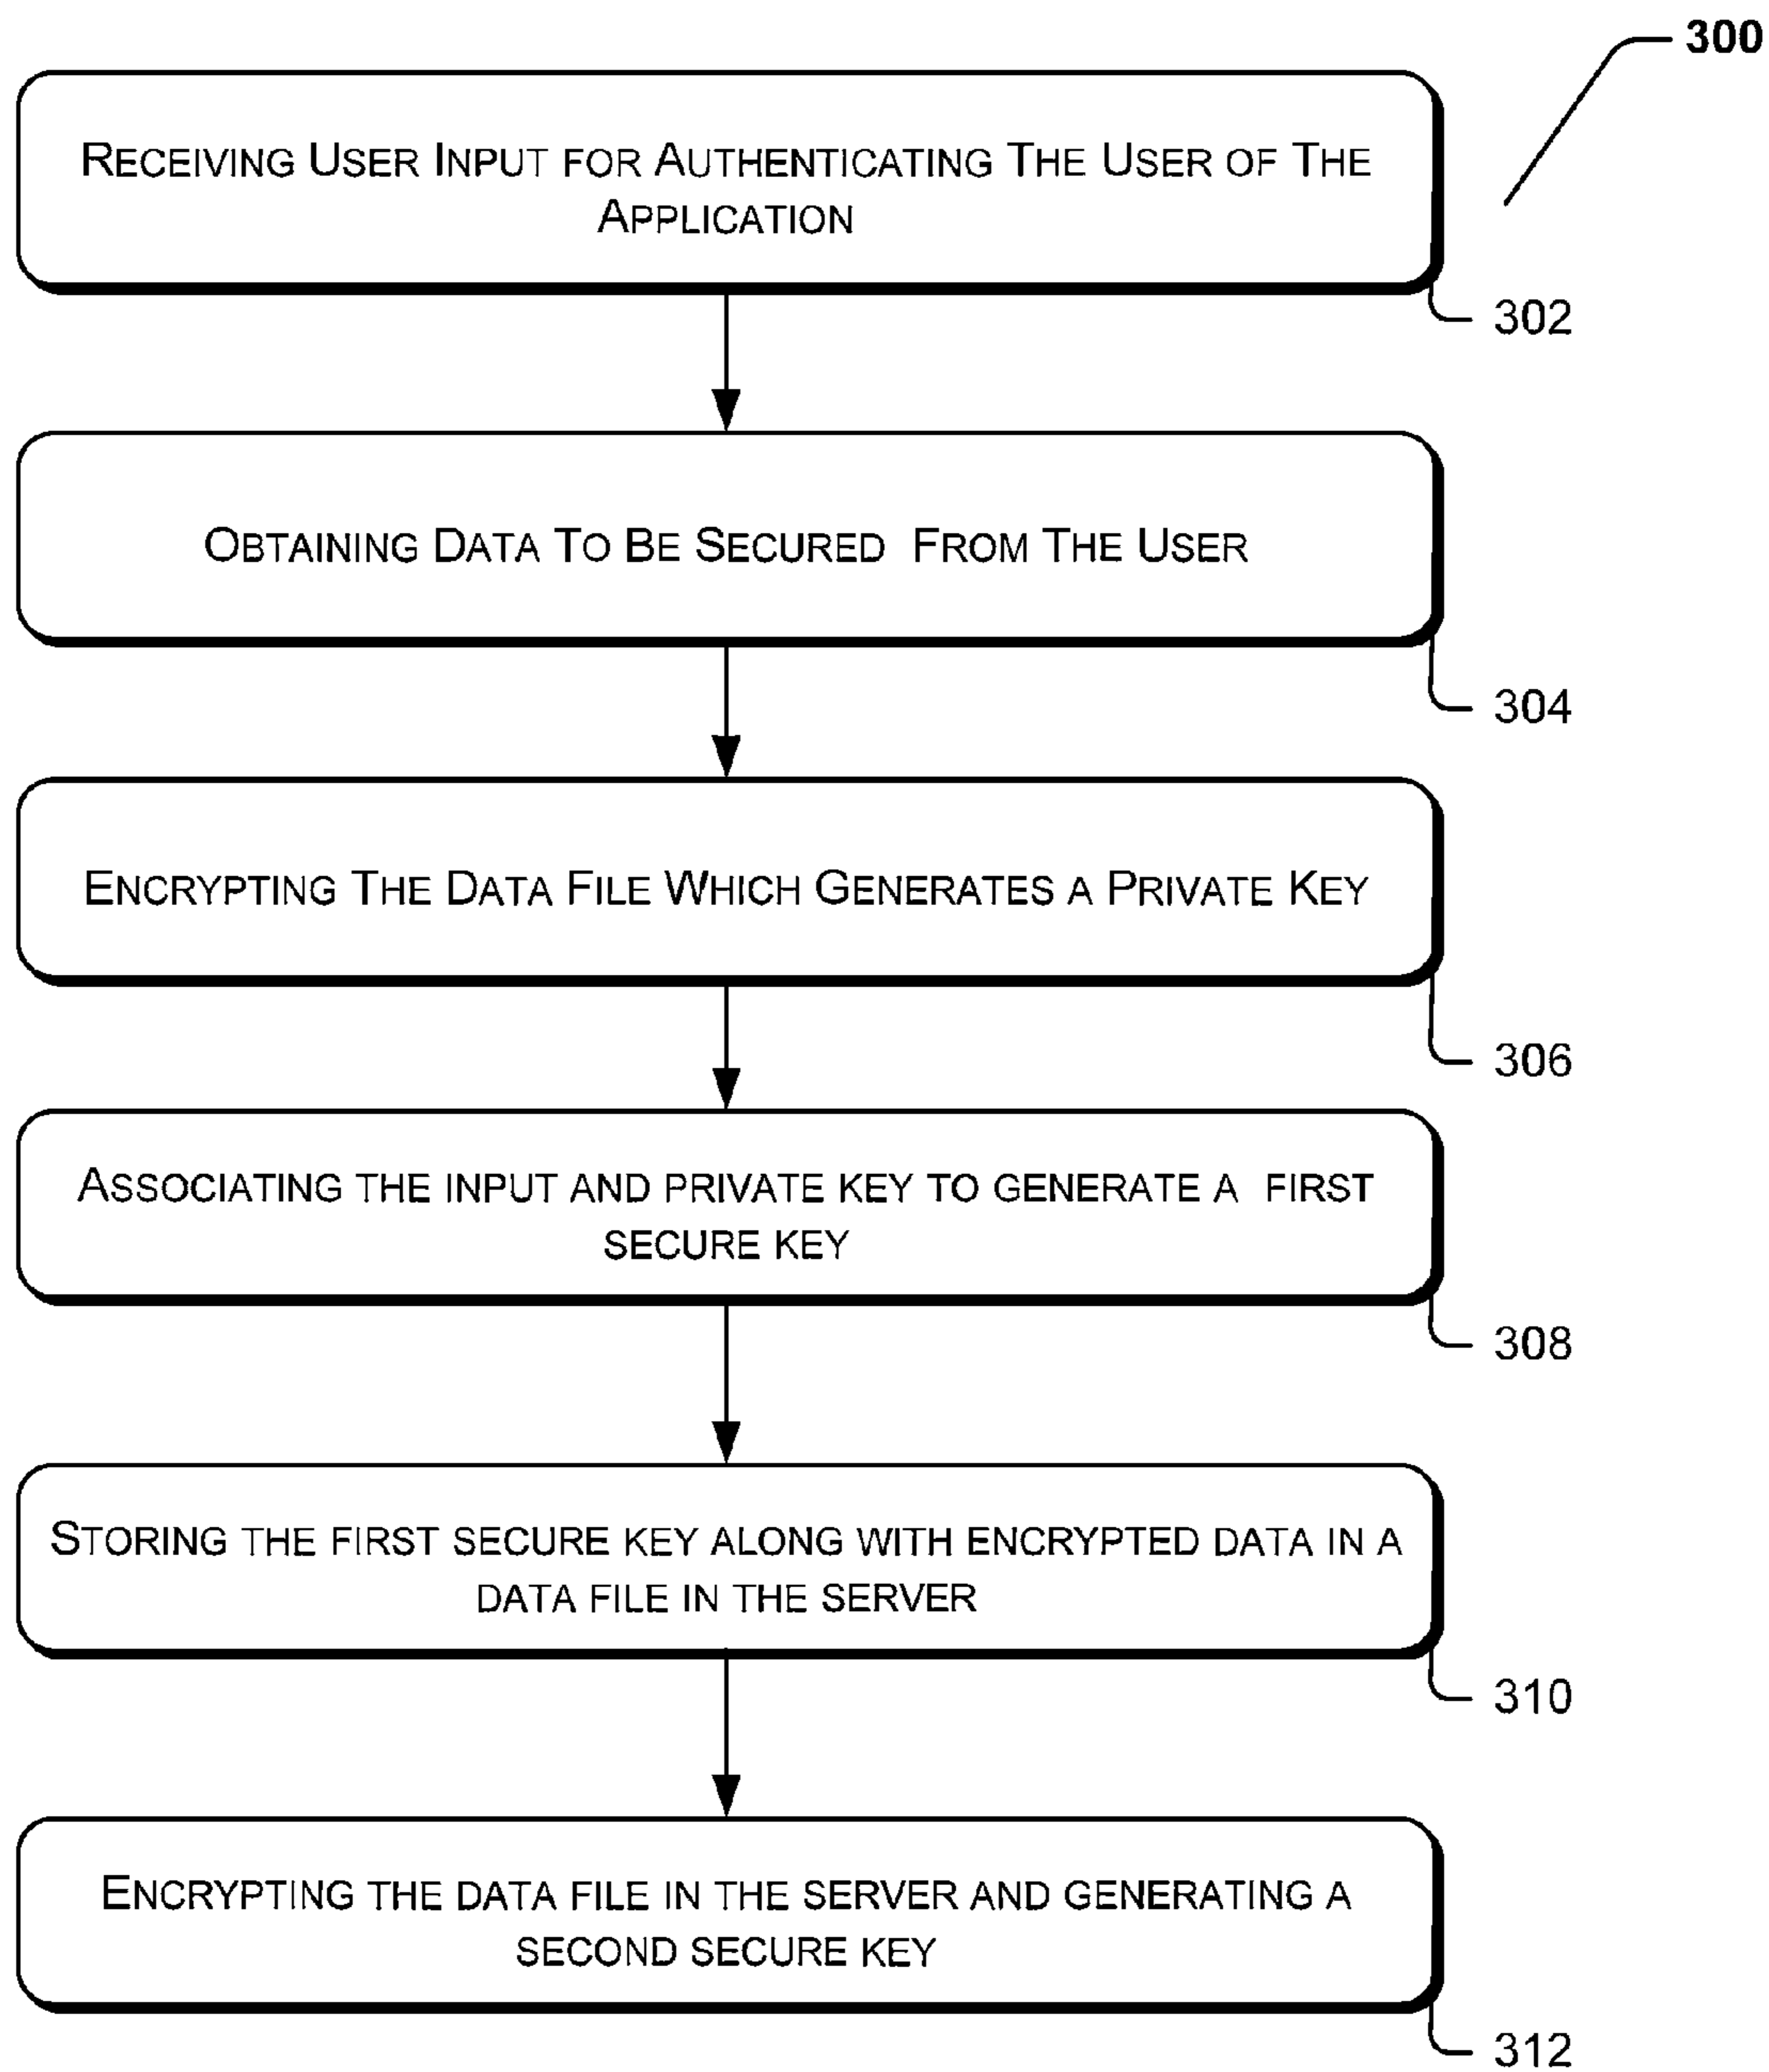 300
RECEIVING USER INPUT FOR AUTHENTICATING THE USER OF THE
APPLICATION
302
OBTAINING DATA TO BE SECURED FROM THE USER
304
ENCRYPTING THE DATA FILE WHICH GENERATES A PRIVATE KEY
306
ASSOCIATING THE INPUT AND PRIVATE KEY TO GENERATE A FIRST
SECURE KEY
308
STORING THE FIRST SECURE KEY ALONG WITH ENCRYPTED DATA IN A
DATA FILE IN THE SERVER
310
ENCRYPTING THE DATA FILE IN THE SERVER AND GENERATING A
SECOND SECURE KEY
312